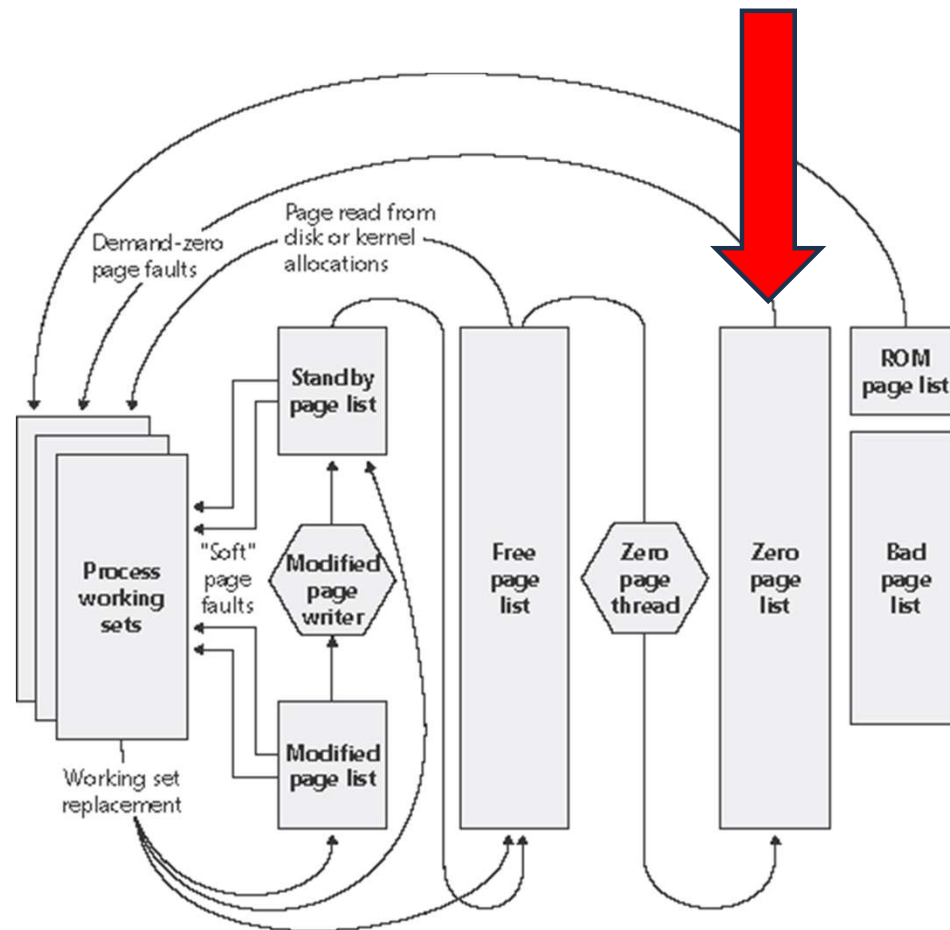 Page read from
disk or kernel
allocations
Demand-zero
page faults
Standby
page list
ROM
page list
Process
working
sets
"Soft"
page
faults
Modified
page
writer
Free
page
list
Zero
page
thread
Zero
page
list
Bad
page
list
Modified
page list
Working set
replacement